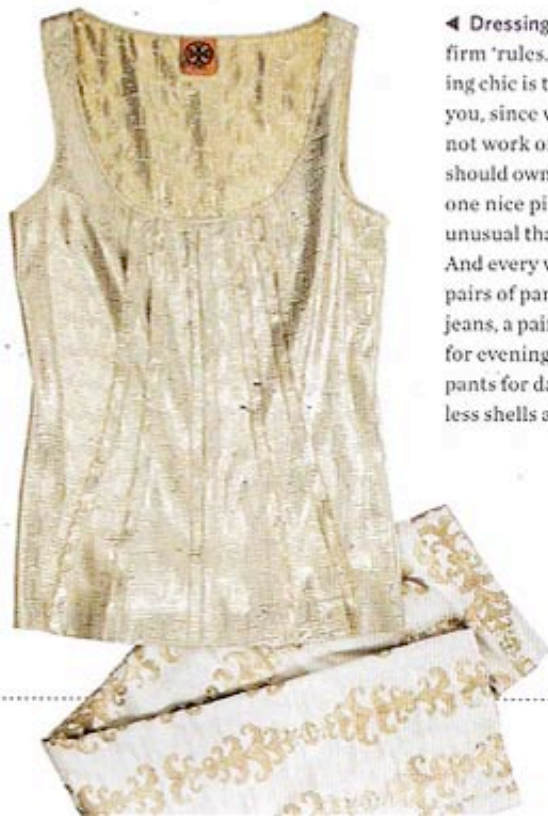 ◄ Dressing
firm ‘rules.
ing chic is t
you, since v
not work o
should own
one nice pi
unusual tha
And every v
pairs of par
jeans, a pair
for evening
pants for da
less shells a